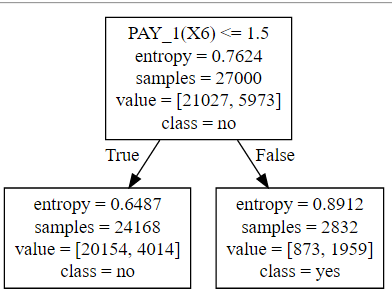 PAY_1(X6) <= 1.5
entropy = 0.7624
samples = 27000
value = [21027, 5973]
class = no
True
False
entropy = 0.6487
samples = 24168
value = [20154, 4014]
class = no
entropy = 0.8912
samples = 2832
value = [873, 1959]
class = yes